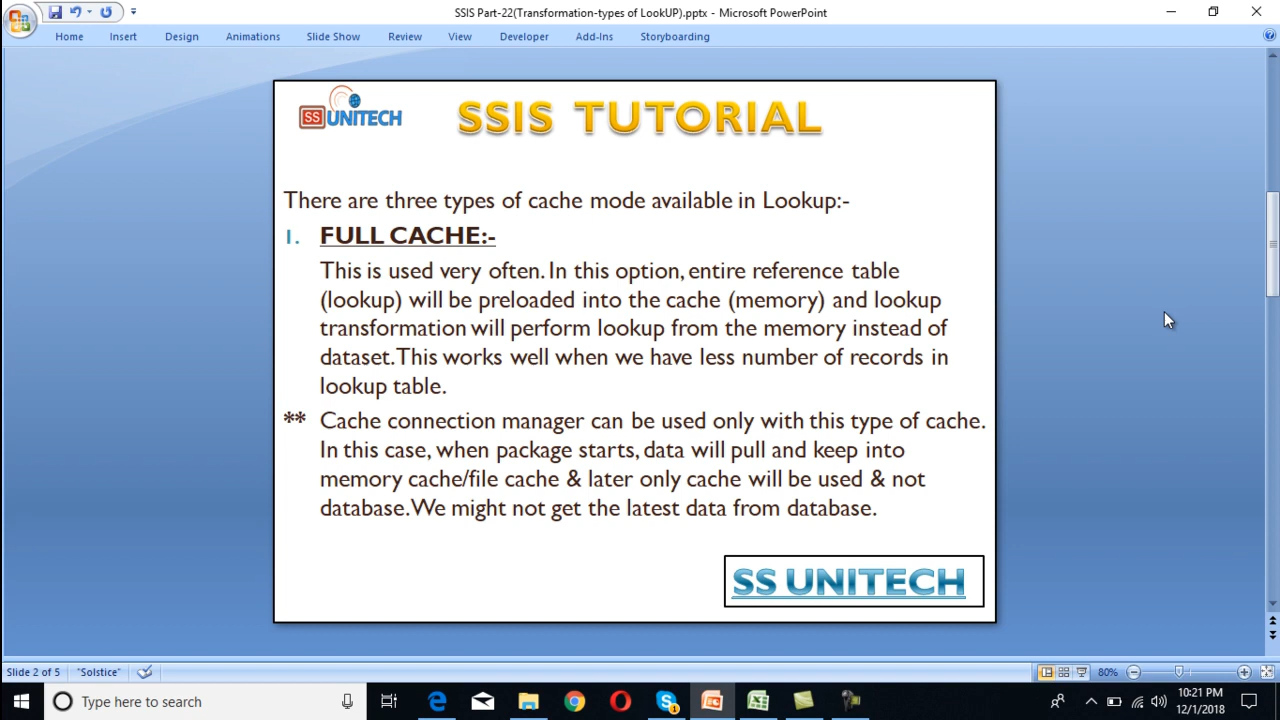 SSIS Part-22(Transformation-types of LookUP).pptx - Microsoft PowerPoint
Home Insert Design Animations Slide Show Review View Developer Add-Ins Storyboarding
SS UNITECH
SSIS TUTORIAL
There are three types of cache mode available in Lookup:-
1. FULL CACHE:-
This is used very often. In this option, entire reference table
(lookup) will be preloaded into the cache (memory) and lookup
transformation will perform lookup from the memory instead of
dataset. This works well when we have less number of records in
lookup table.
** Cache connection manager can be used only with this type of cache.
In this case, when package starts, data will pull and keep into
memory cache/file cache & later only cache will be used & not
database. We might not get the latest data from database.
SS UNITECH
Slide 2 of 5 "Solstice" 80%
Type here to search
10:21 PM
12/1/2018